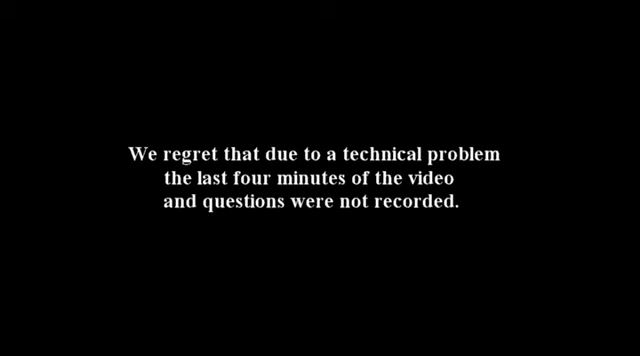 We regret that due to a technical problem
the last four minutes of the video
and questions were not recorded.